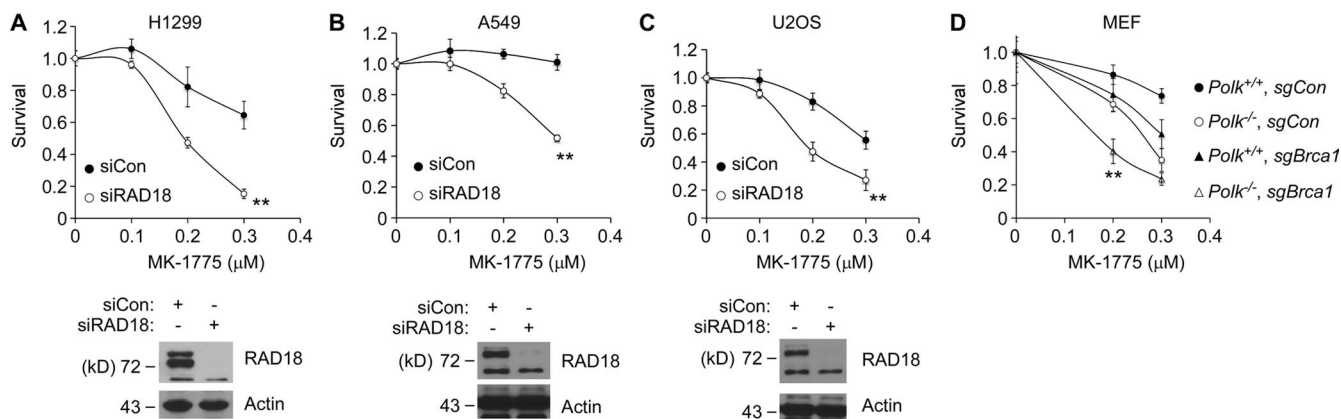 A
H1299
Survival
1.2
1.0
0.8
0.6
0.4
0.2
0
siCon
siRAD18
**
0 0.1 0.2 0.3 0.4
MK-1775 (μM)
siCon: + -
siRAD18: - +
(kD) 72 RAD18
43 Actin
B
A549
Survival
1.2
1.0
0.8
0.6
0.4
0.2
0
siCon
siRAD18
**
0 0.1 0.2 0.3 0.4
MK-1775 (μM)
siCon: + -
siRAD18: - +
(kD) 72 RAD18
43 Actin
C
U2OS
Survival
1.2
1.0
0.8
0.6
0.4
0.2
0
siCon
siRAD18
**
0 0.1 0.2 0.3 0.4
MK-1775 (μM)
siCon: + -
siRAD18: - +
(kD) 72 RAD18
43 Actin
D
MEF
Survival
1.0
0.8
0.6
0.4
0.2
0
**
0 0.2 0.3 0.4
MK-1775 (μM)
Polk+/+, sgCon
Polk-/-, sgCon
Polk+/+, sgBrca1
Polk-/-, sgBrca1